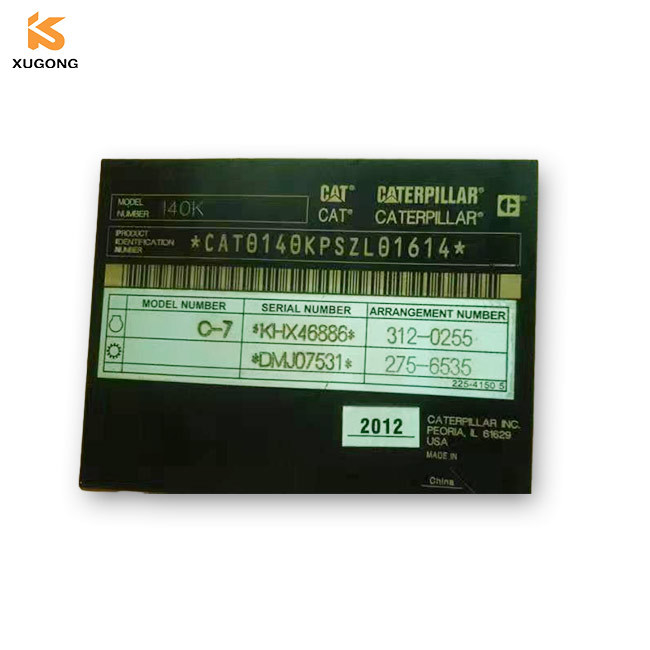 XUGONG
MODEL NUMBER 140K
CAT® CATERPILLAR®
CAT® CATERPILLAR®
PRODUCT IDENTIFICATION NUMBER *CAT0140KPSZL01614*
MODEL NUMBER SERIAL NUMBER ARRANGEMENT NUMBER
C-7 *KHX46886* 312-0255
*DMJ07531* 275-6535
225-4150 5
2012
CATERPILLAR INC.
PEORIA, IL 61629
USA
MADE IN
China